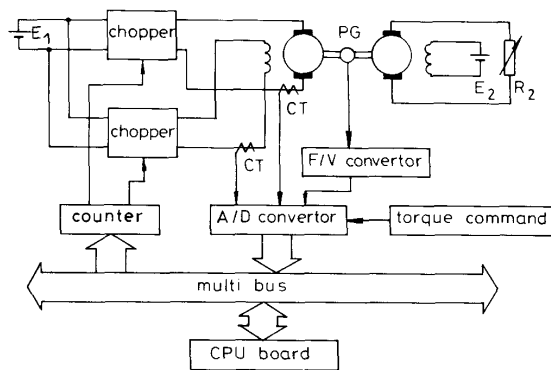 E1
chopper
PG
E2
R2
CT
chopper
CT
F/V convertor
counter
A/D convertor
torque command
multi bus
CPU board